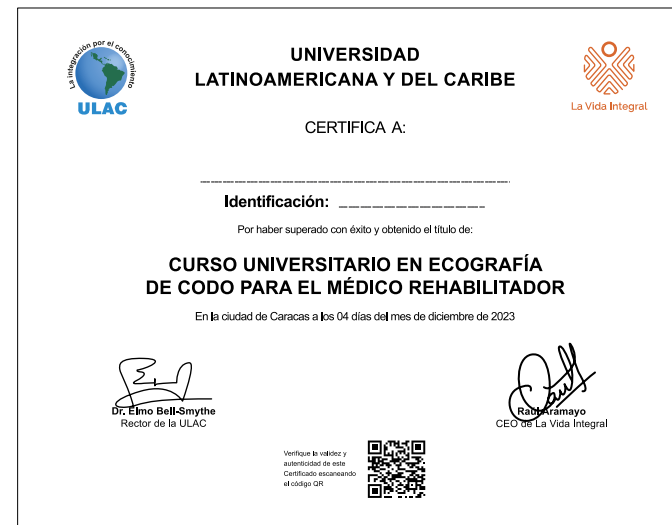 La integración por el conocimiento
ULAC
UNIVERSIDAD
LATINOAMERICANA Y DEL CARIBE
La Vida Integral
CERTIFICA A:
Identificación:
Por haber superado con éxito y obtenido el título de:
CURSO UNIVERSITARIO EN ECOGRAFÍA
DE CODO PARA EL MÉDICO REHABILITADOR
En la ciudad de Caracas a los 04 días del mes de diciembre de 2023
Dr. Elmo Bell-Smythe
Rector de la ULAC
Raúl Aramayo
CEO de La Vida Integral
Verifique la validez y
autenticidad de este
Certificado escaneando
el código QR